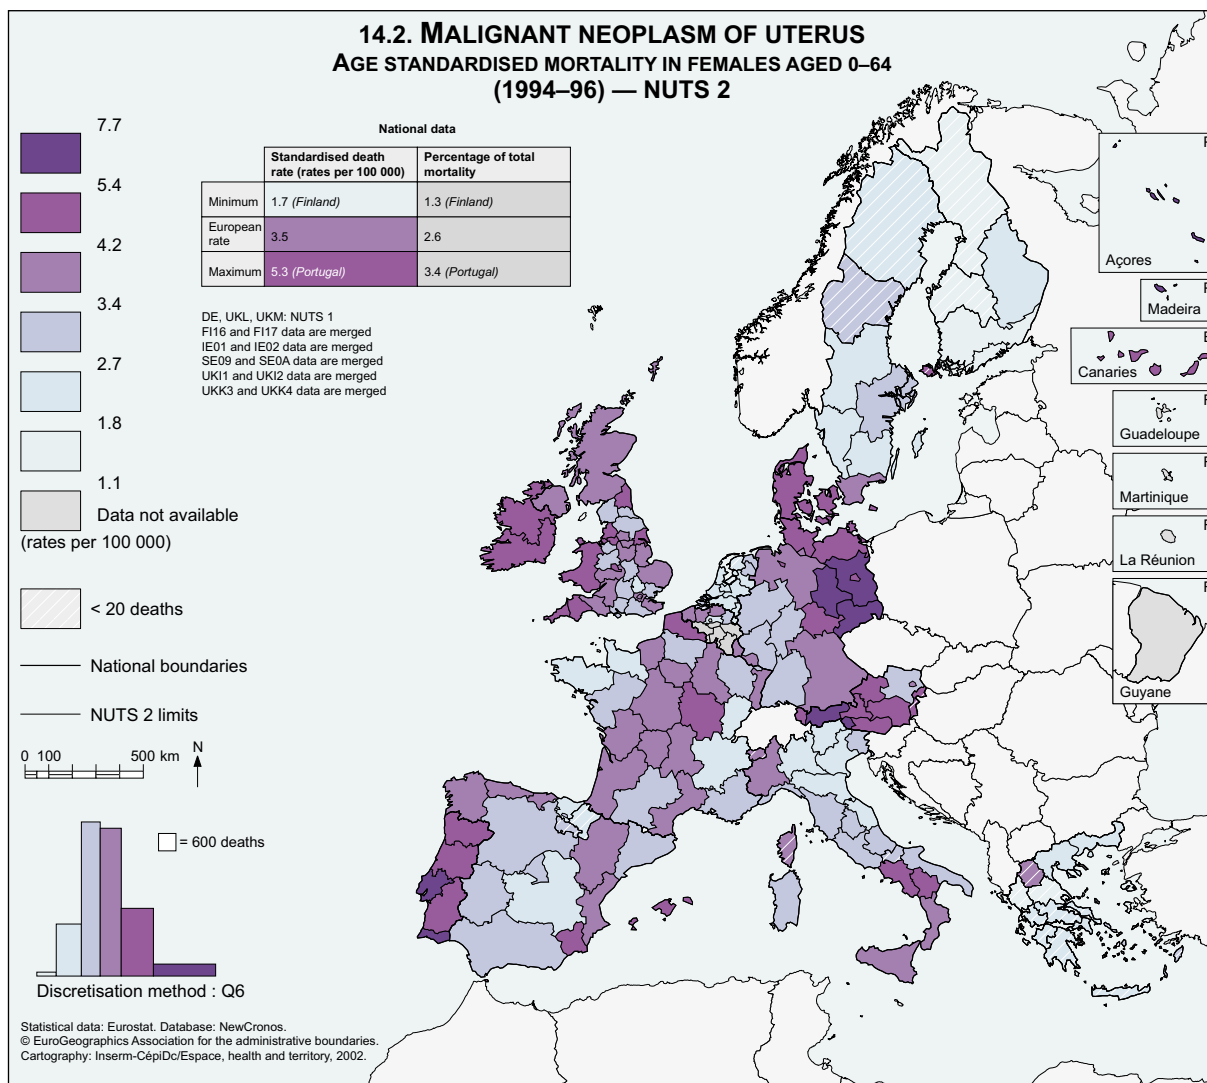 14.2. MALIGNANT NEOPLASM OF UTERUS
AGE STANDARDISED MORTALITY IN FEMALES AGED 0–64
(1994–96) — NUTS 2
7.7
5.4
4.2
3.4
2.7
1.8
1.1
Data not available
(rates per 100 000)
< 20 deaths
National boundaries
NUTS 2 limits
0 100 500 km
N
National data
Standardised death rate (rates per 100 000)
Percentage of total mortality
Minimum 1.7 (Finland) 1.3 (Finland)
European rate 3.5 2.6
Maximum 5.3 (Portugal) 3.4 (Portugal)
DE, UKL, UKM: NUTS 1
FI16 and FI17 data are merged
IE01 and IE02 data are merged
SE09 and SE0A data are merged
UKI1 and UKI2 data are merged
UKK3 and UKK4 data are merged
Açores
Madeira
Canaries
Guadeloupe
Martinique
La Réunion
Guyane
= 600 deaths
Discretisation method : Q6
Statistical data: Eurostat. Database: NewCronos.
© EuroGeographics Association for the administrative boundaries.
Cartography: Inserm-CépiDc/Espace, health and territory, 2002.